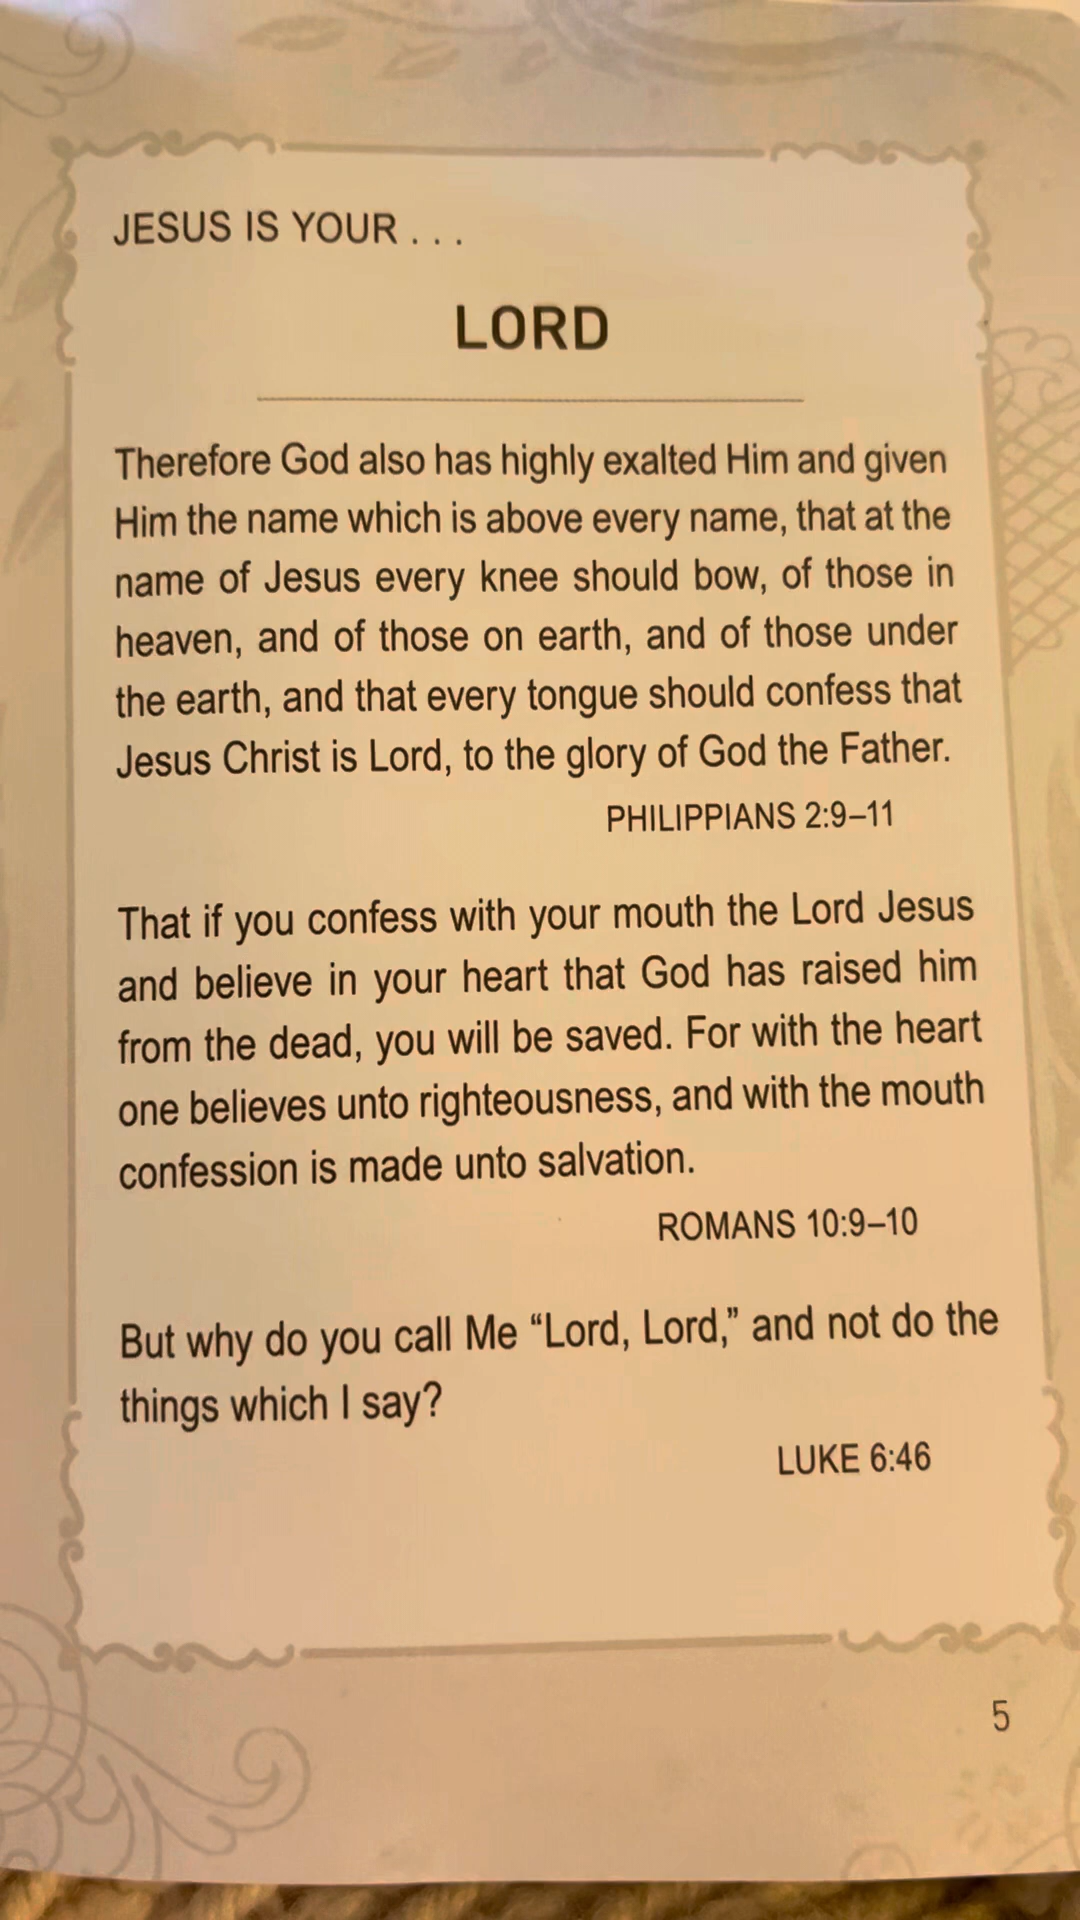 JESUS IS YOUR . . .
LORD
Therefore God also has highly exalted Him and given
Him the name which is above every name, that at the
name of Jesus every knee should bow, of those in
heaven, and of those on earth, and of those under
the earth, and that every tongue should confess that
Jesus Christ is Lord, to the glory of God the Father.
PHILIPPIANS 2:9–11
That if you confess with your mouth the Lord Jesus
and believe in your heart that God has raised him
from the dead, you will be saved. For with the heart
one believes unto righteousness, and with the mouth
confession is made unto salvation.
ROMANS 10:9–10
But why do you call Me “Lord, Lord,” and not do the
things which I say?
LUKE 6:46
5